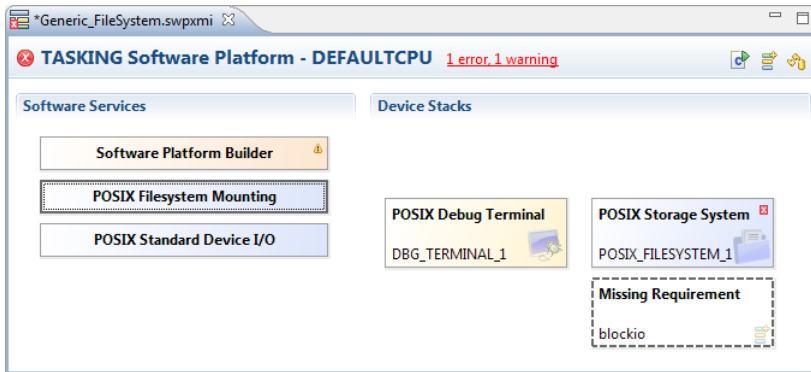 *Generic_FileSystem.swpxmi
TASKING Software Platform - DEFAULTCPU 1 error, 1 warning
Software Services
Device Stacks
Software Platform Builder
POSIX Filesystem Mounting
POSIX Standard Device I/O
POSIX Debug Terminal
DBG_TERMINAL_1
POSIX Storage System
POSIX_FILESYSTEM_1
Missing Requirement
blockio